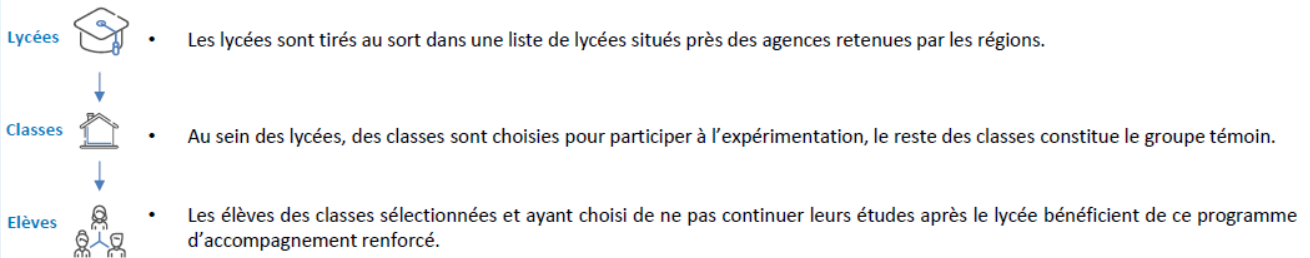 Lycées
• Les lycées sont tirés au sort dans une liste de lycées situés près des agences retenues par les régions.
Classes
• Au sein des lycées, des classes sont choisies pour participer à l’expérimentation, le reste des classes constitue le groupe témoin.
Elèves
• Les élèves des classes sélectionnées et ayant choisi de ne pas continuer leurs études après le lycée bénéficient de ce programme
d’accompagnement renforcé.